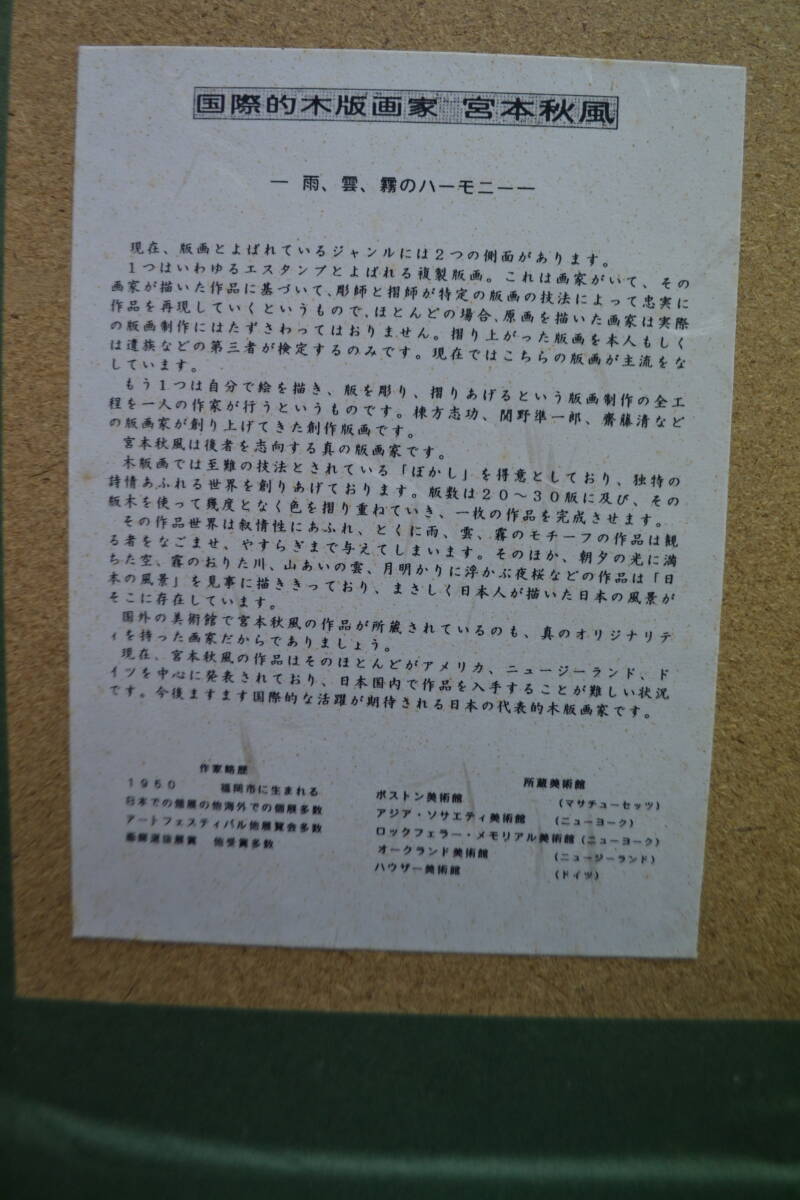 国際的木版画家 宮本秋風
― 雨、雲、霧のハーモニー―
現在、版画とよばれているジャンルには2つの側面があります。
1つはいわゆるエスタンプとよばれる複製版画。これは画家がいて、その
画家が描いた作品に基づいて、彫師と摺師が特定の版画の技法によって忠実に
作品を再現していくというもので、ほとんどの場合、原画を描いた画家は実際
の版画制作にはたずさわってはおりません。摺り上がった版画を本人もしく
は遺族などの第三者が検定するのみです。現在ではこちらの版画が主流をな
しています。
もう1つは自分で絵を描き、版を彫り、摺りあげるという版画制作の全工
程を一人の作家が行うというものです。棟方志功、関野準一郎、齋藤清など
の版画家が創り上げてきた創作版画です。
宮本秋風は後者を志向する真の版画家です。
木版画では至難の技法とされている「ぼかし」を得意としており、独特の
詩情あふれる世界を創りあげております。版数は20～30版に及び、その
版木を使って幾度となく色を摺り重ねていき、一枚の作品を完成させます。
その作品世界は叙情性にあふれ、とくに雨、雲、霧のモチーフの作品は観
る者をなごませ、やすらぎまで与えてしまいます。そのほか、朝夕の光に満
ちた空、霧のおりた川、山あいの雲、月明かりに浮かぶ夜桜などの作品は「日
本の風景」を見事に描ききっており、まさしく日本人が描いた日本の風景が
そこに存在しています。
国外の美術館で宮本秋風の作品が所蔵されているのも、真のオリジナリテ
ィを持った画家だからでありましょう。
現在、宮本秋風の作品はそのほとんどがアメリカ、ニュージーランド、ド
イツを中心に発表されており、日本国内で作品を入手することが難しい状況
です。今後ますます国際的な活躍が期待される日本の代表的木版画家です。
作家略歴
1950 福岡市に生まれる
日本での個展の他海外での個展多数
アートフェスティバル他展覧会多数
展賞 他受賞多数
所蔵美術館
ボストン美術館 (マサチューセッツ)
アジア・ソサエティ美術館 (ニューヨーク)
ロックフェラー・メモリアル美術館 (ニューヨーク)
オークランド美術館 (ニュージーランド)
ハウザー美術館 (ドイツ)